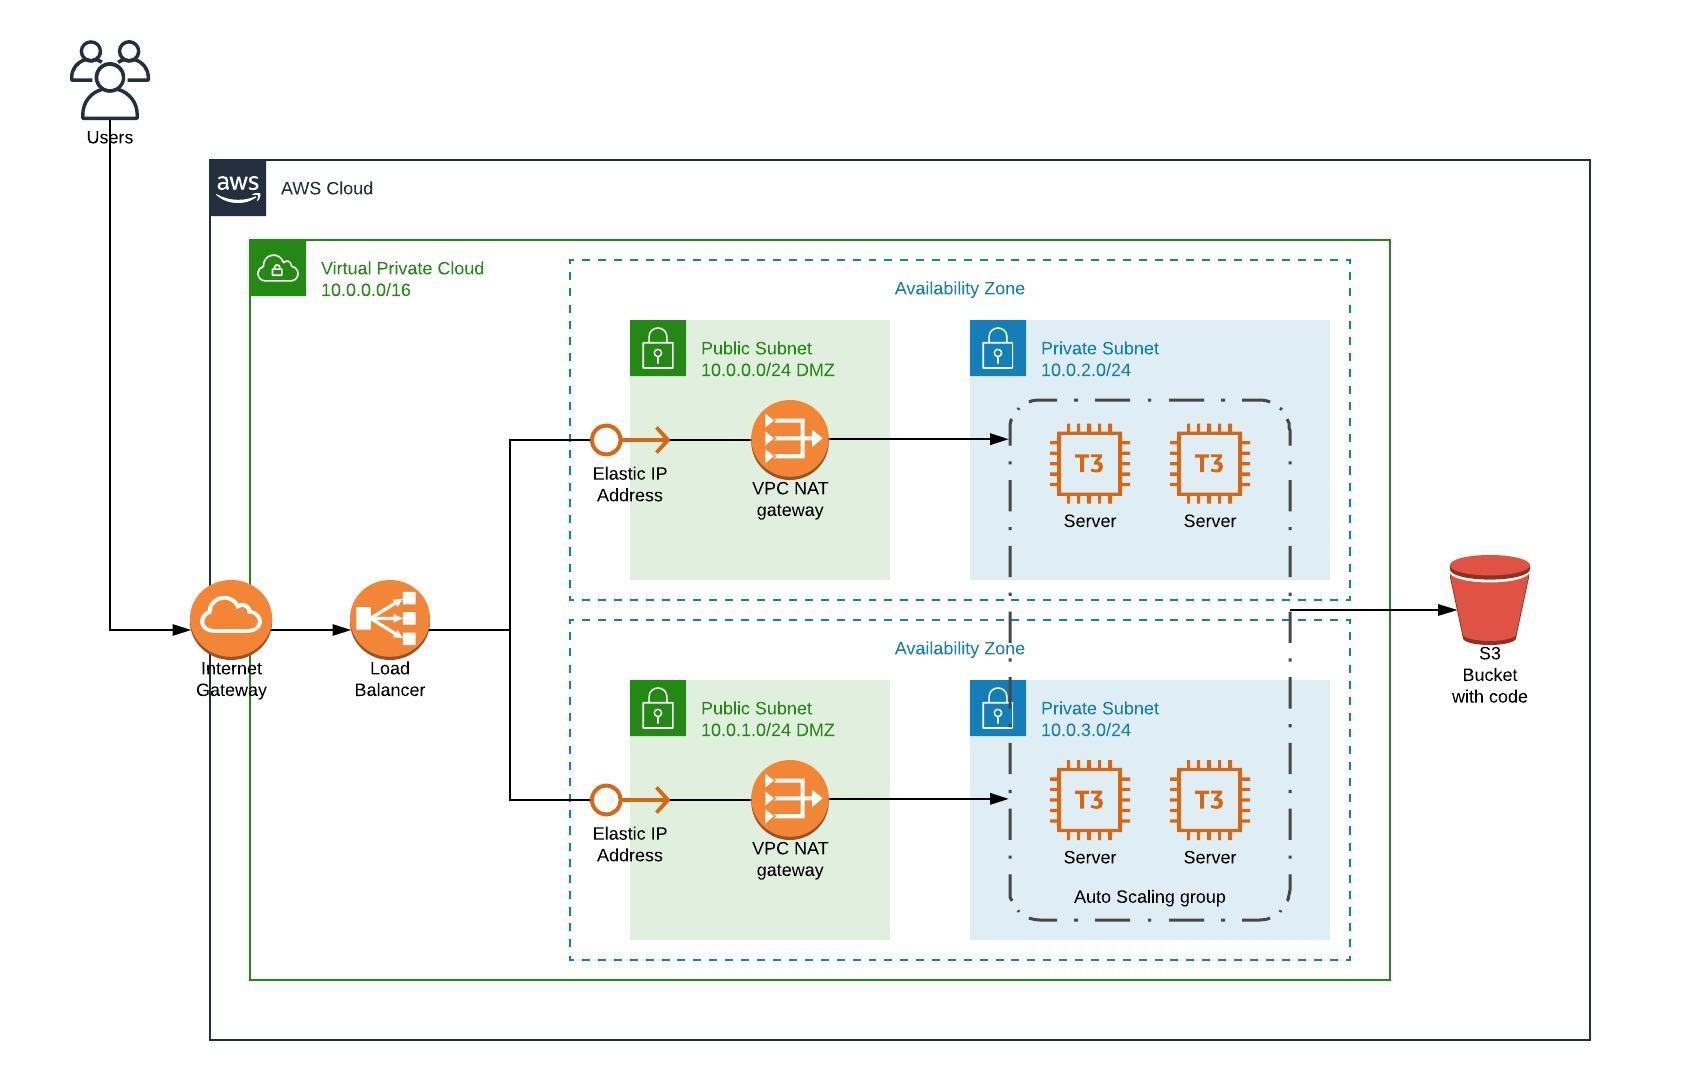 Users
aws
AWS Cloud
Virtual Private Cloud
10.0.0.0/16
Availability Zone
Public Subnet
10.0.0.0/24 DMZ
Private Subnet
10.0.2.0/24
Elastic IP
Address
VPC NAT
gateway
T3
T3
Server
Server
Internet
Gateway
Load
Balancer
S3
Bucket
with code
Availability Zone
Public Subnet
10.0.1.0/24 DMZ
Private Subnet
10.0.3.0/24
Elastic IP
Address
VPC NAT
gateway
T3
T3
Server
Server
Auto Scaling group